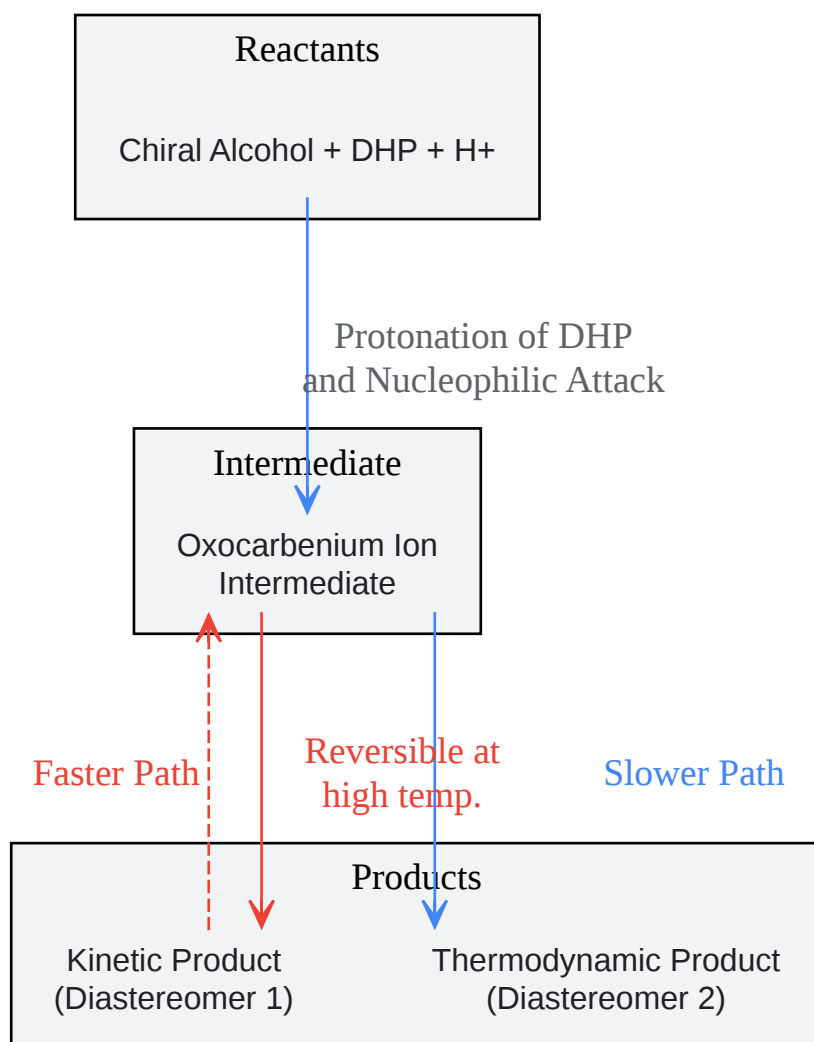 Reactants
Chiral Alcohol + DHP + H+
Protonation of DHP
and Nucleophilic Attack
Intermediate
Oxocarbenium Ion
Intermediate
Faster Path
Reversible at
high temp.
Slower Path
Products
Kinetic Product
(Diastereomer 1)
Thermodynamic Product
(Diastereomer 2)